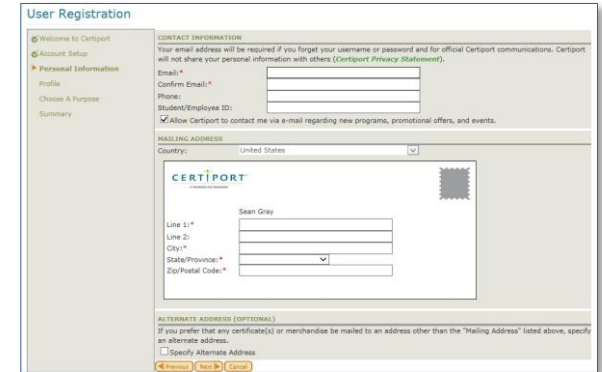 User Registration
Welcome to Certiport
Account Setup
Personal Information
Profile
Choose A Purpose
Summary
CONTACT INFORMATION
Your email address will be required if you forget your username or password and for official Certiport communications. Certiport
will not share your personal information with others (Certiport Privacy Statement).
Email:*
Confirm Email:*
Phone:
Student/Employee ID:
Allow Certiport to contact me via e-mail regarding new programs, promotional offers, and events.
MAILING ADDRESS
Country: United States
CERTIPORT
Sean Gray
Line 1:*
Line 2:
City:*
State/Province:*
Zip/Postal Code:*
ALTERNATE ADDRESS (OPTIONAL)
If you prefer that any certificate(s) or merchandise be mailed to an address other than the "Mailing Address" listed above, specify
an alternate address.
Specify Alternate Address
Previous Next Cancel